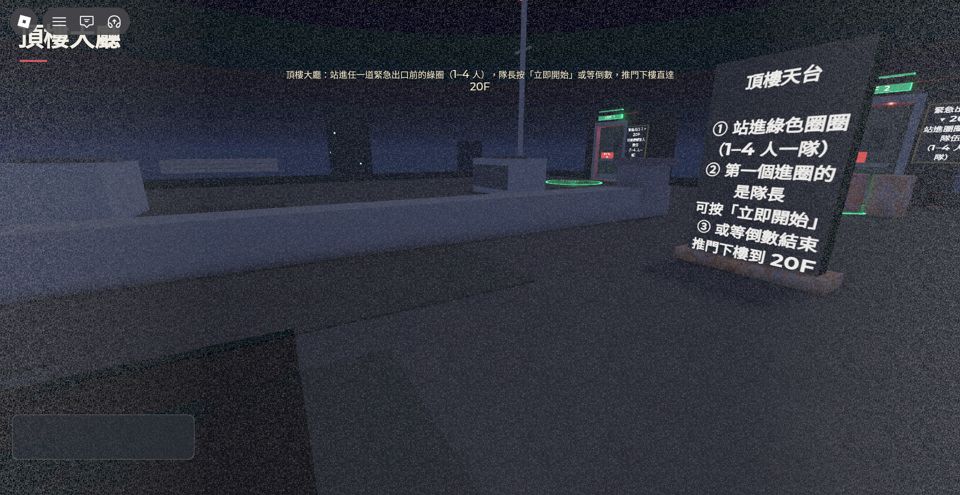 頂樓大廳
頂樓大廳：站進任一道緊急出口前的綠圈（1–4 人），隊長按「立即開始」或等倒數，推門下樓直達
20F
頂樓天台
① 站進綠色圈圈
（1–4 人一隊）
② 第一個進圈的
是隊長
可按「立即開始」
③ 或等倒數結束
推門下樓到 20F